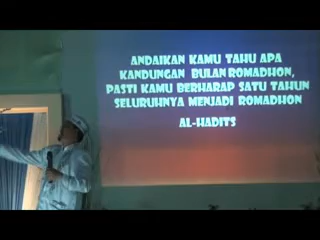 ANDAIKAN KAMU TAHU APA
KANDUNGAN BULAN ROMADHON,
PASTI KAMU BERHARAP SATU TAHUN
SELURUHNYA MENJADI ROMADHON
AL-HADITS